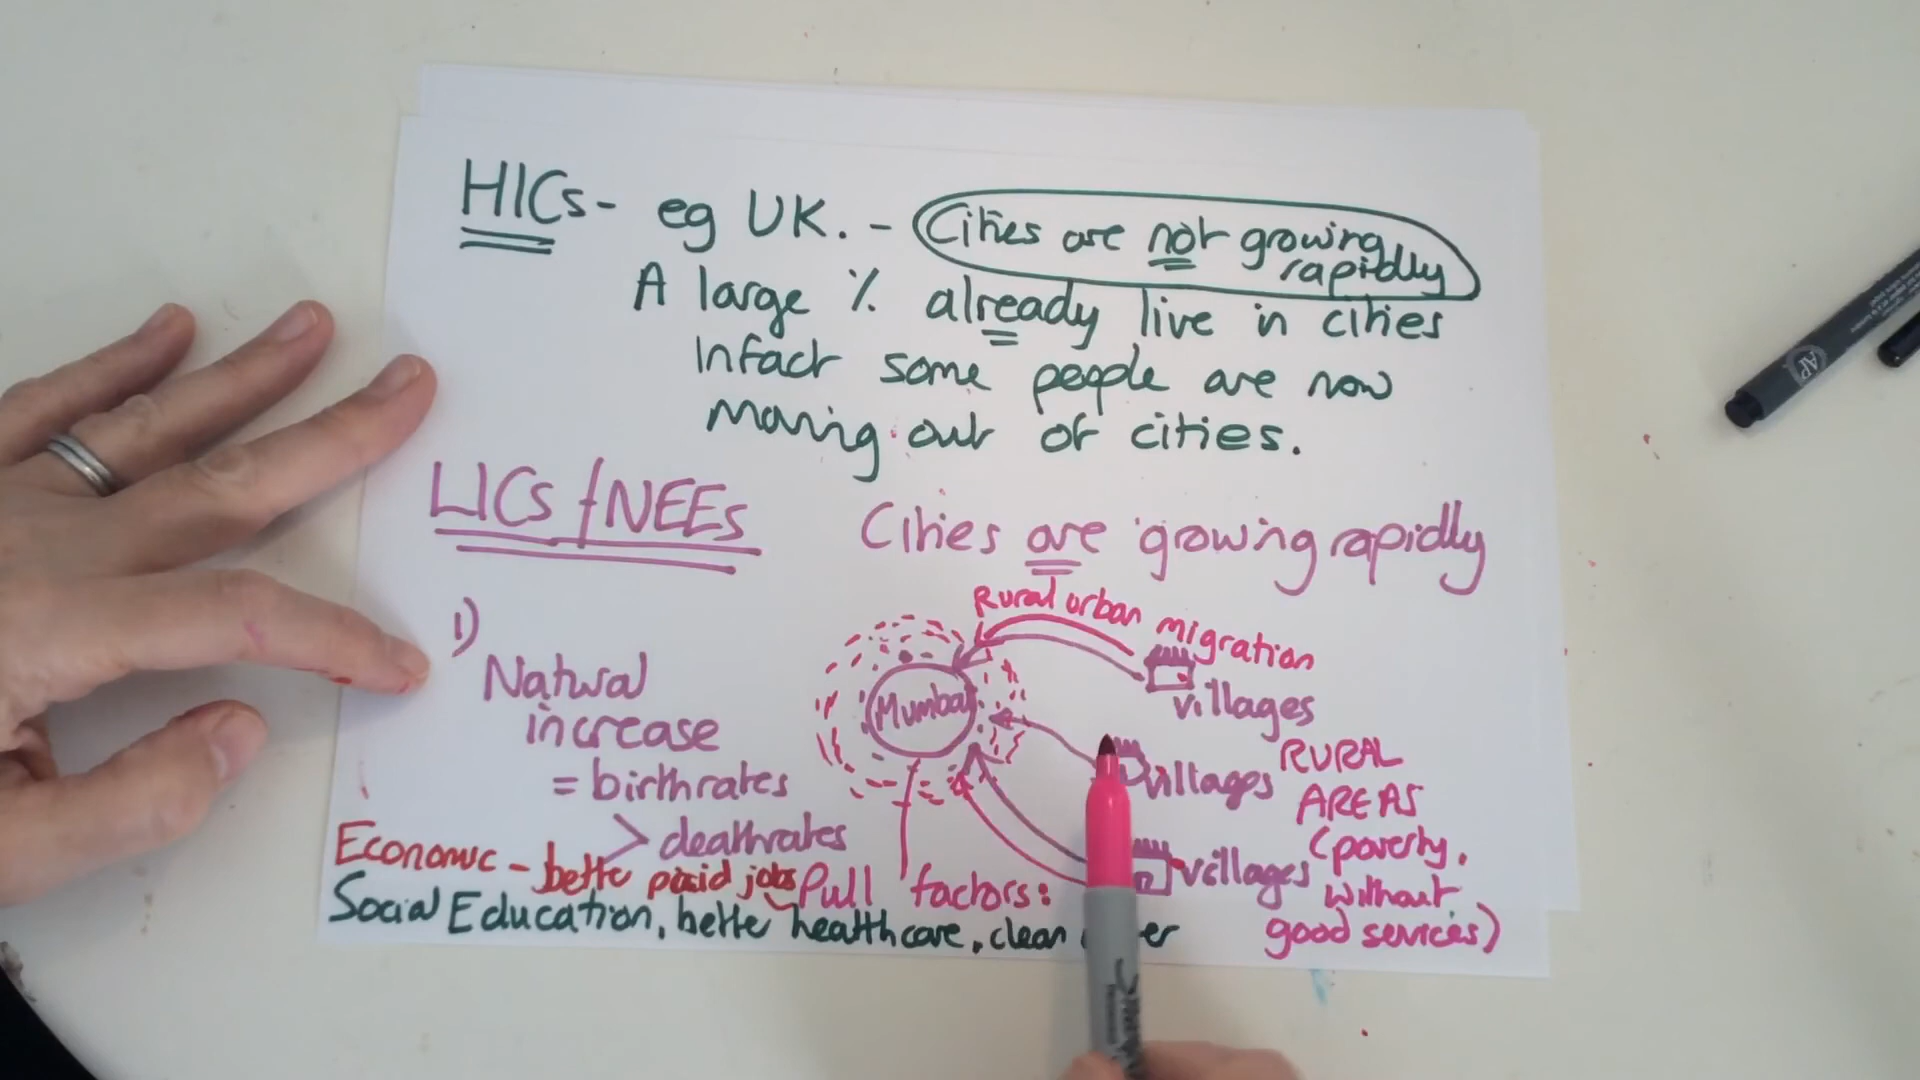 HICs - eg UK. - Cities are not growing rapidly
A large % already live in cities
Infact some people are now
moving out of cities.
LICs / NEEs Cities are growing rapidly
Rural urban migration
1)
Natural
increase
= birthrates
> deathrates
Mumbai
villages
villages
villages
RURAL
AREAS
(poverty,
without
good services)
Pull factors:
Economic - better paid jobs
Social Education, better healthcare, clean
AP
Sharpie